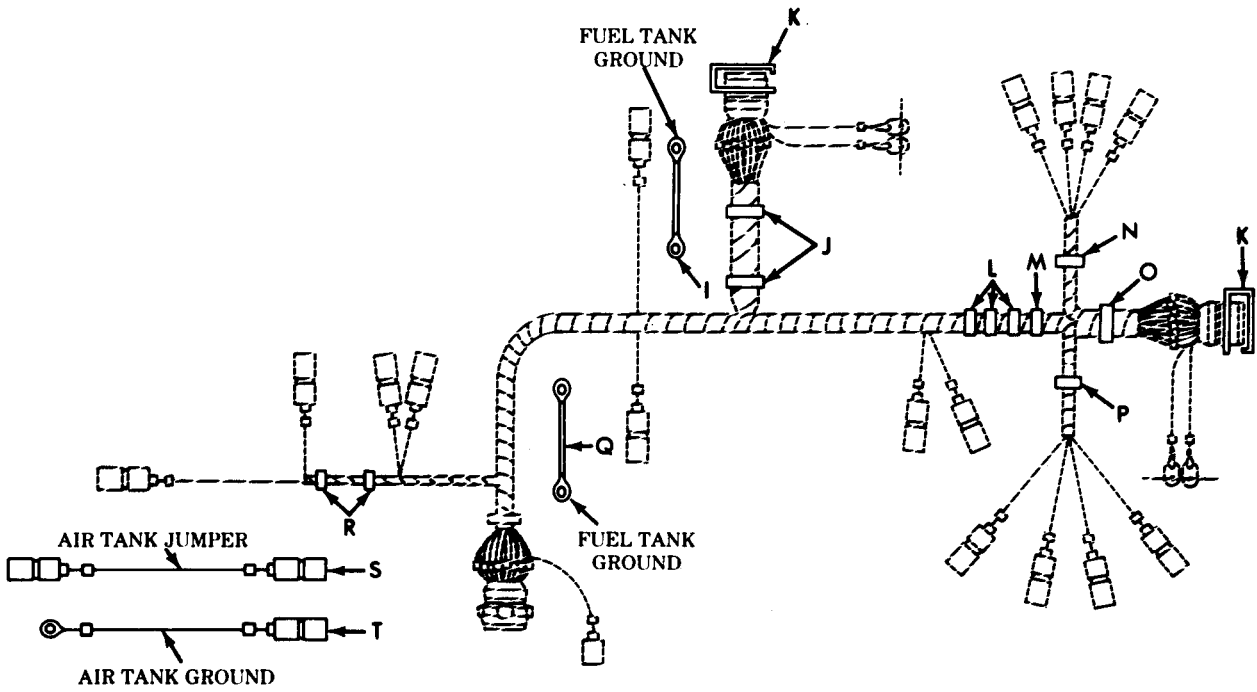 K
FUEL TANK
GROUND
K
N
J
L
M
O
I
P
Q
R
AIR TANK JUMPER
FUEL TANK
GROUND
S
T
AIR TANK GROUND